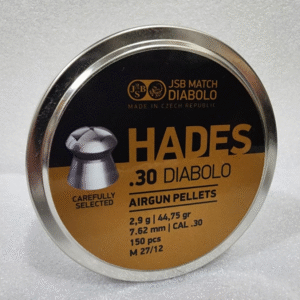 JSB
JSB MATCH
DIABOLO
MADE IN CZECH REPUBLIC
HADES
.30 DIABOLO
CAREFULLY
SELECTED
AIRGUN PELLETS
2,9 g | 44,75 gr
7.62 mm | CAL .30
150 pcs
M 27/12